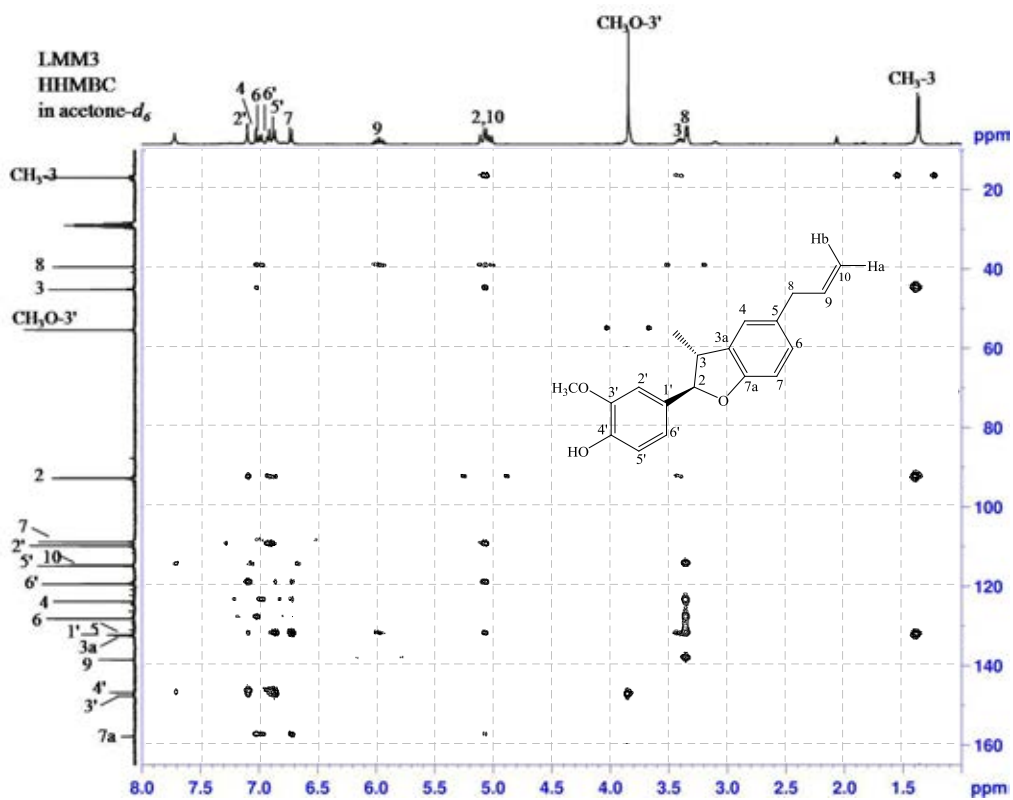 LMM3
HHMBC
in acetone-d6
CH3O-3'
CH3-3
2' 4 6 6' 5' 7
9
2,10
3 8
ppm
CH3-3
8
3
CH3O-3'
2
7
2'
5' 10
6'
4
6
1' 5
3a
9
4'
3'
7a
20
40
60
80
100
120
140
160
Hb
Ha
10
8
9
4 5
3a
6
3
2' 2 7a 7
H3CO 3' 1' O
4' 6'
HO 5'
8.0 7.5 7.0 6.5 6.0 5.5 5.0 4.5 4.0 3.5 3.0 2.5 2.0 1.5 ppm